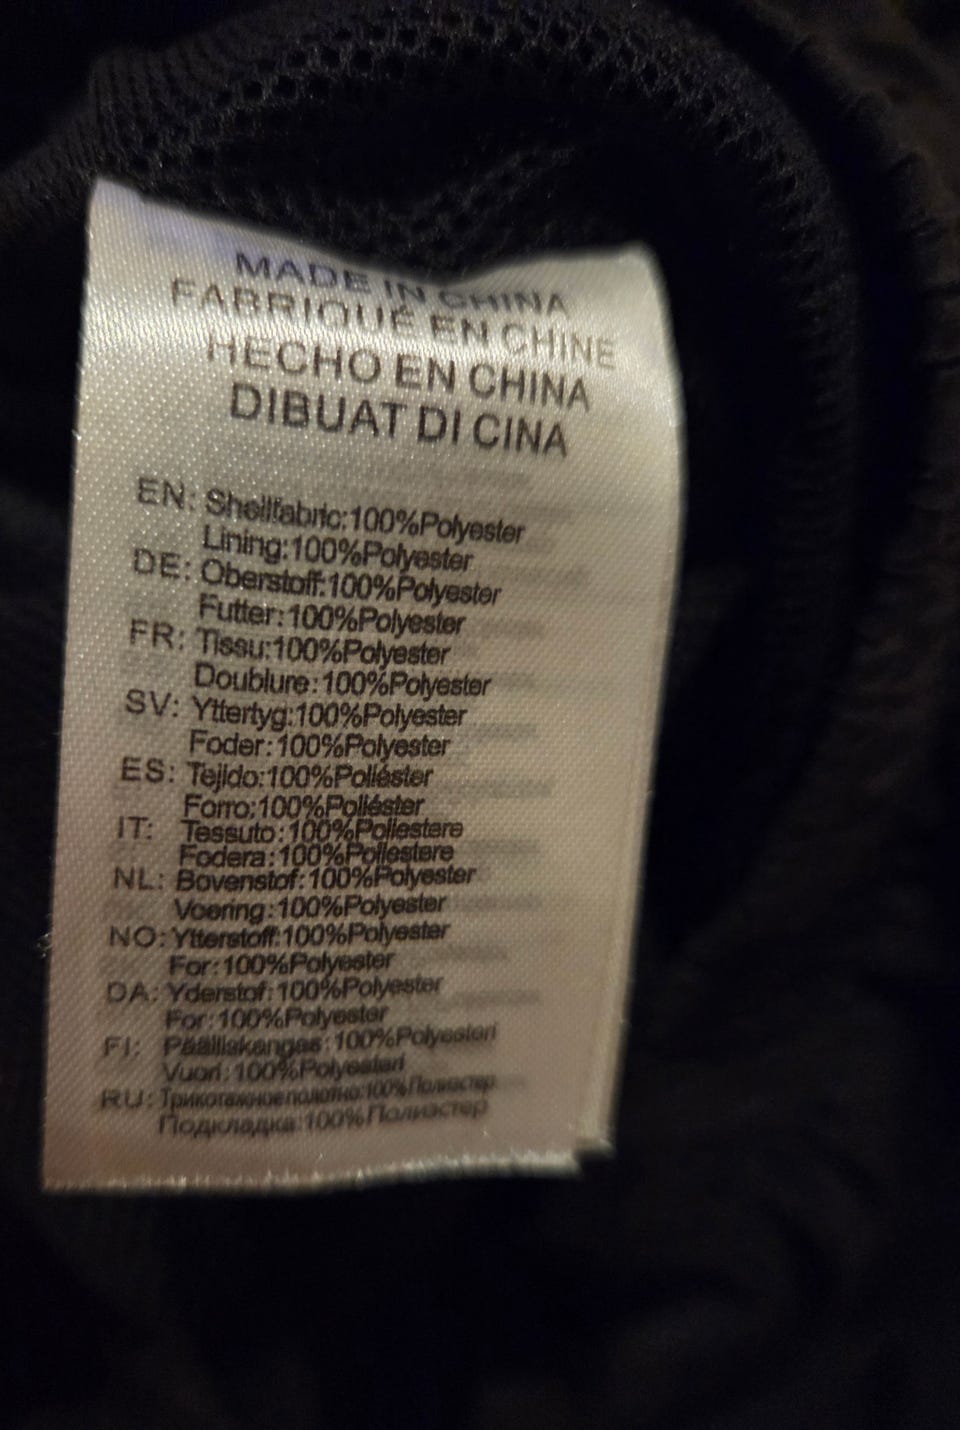 MADE IN CHINA
FABRIQUÉ EN CHINE
HECHO EN CHINA
DIBUAT DI CINA
EN: Shellfabric:100%Polyester
Lining:100%Polyester
DE: Oberstoff:100%Polyester
Futter:100%Polyester
FR: Tissu:100%Polyester
Doublure:100%Polyester
SV: Yttertyg:100%Polyester
Foder:100%Polyester
ES: Tejido:100%Poliéster
Forro:100%Poliéster
IT: Tessuto:100%Poliestere
Fodera:100%Poliestere
NL: Bovenstof:100%Polyester
Voering:100%Polyester
NO: Ytterstoff:100%Polyester
For:100%Polyester
DA: Yderstof:100%Polyester
For:100%Polyester
FI: Päälliskangas:100%Polyesteri
Vuori:100%Polyesteri
RU: Трикотажное полотно:100%Полиэстер
Подкладка:100%Полиэстер